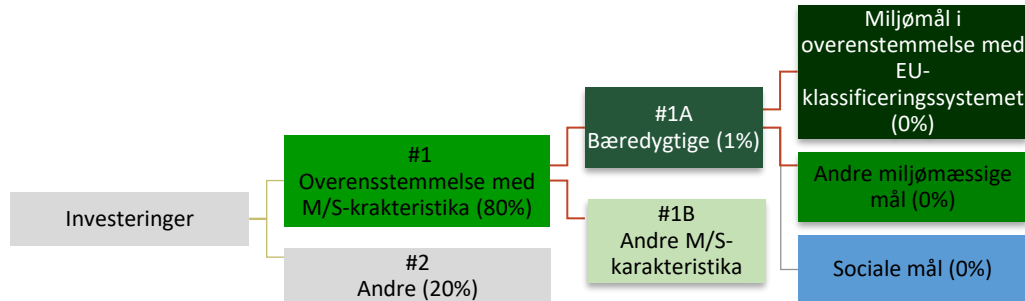 Investeringer
#1
Overensstemmelse med
M/S-krakteristika (80%)
#2
Andre (20%)
#1A
Bæredygtige (1%)
#1B
Andre M/S-
karakteristika
Miljømål i
overenstemmelse med
EU-
klassificeringssystemet
(0%)
Andre miljømæssige
mål (0%)
Sociale mål (0%)